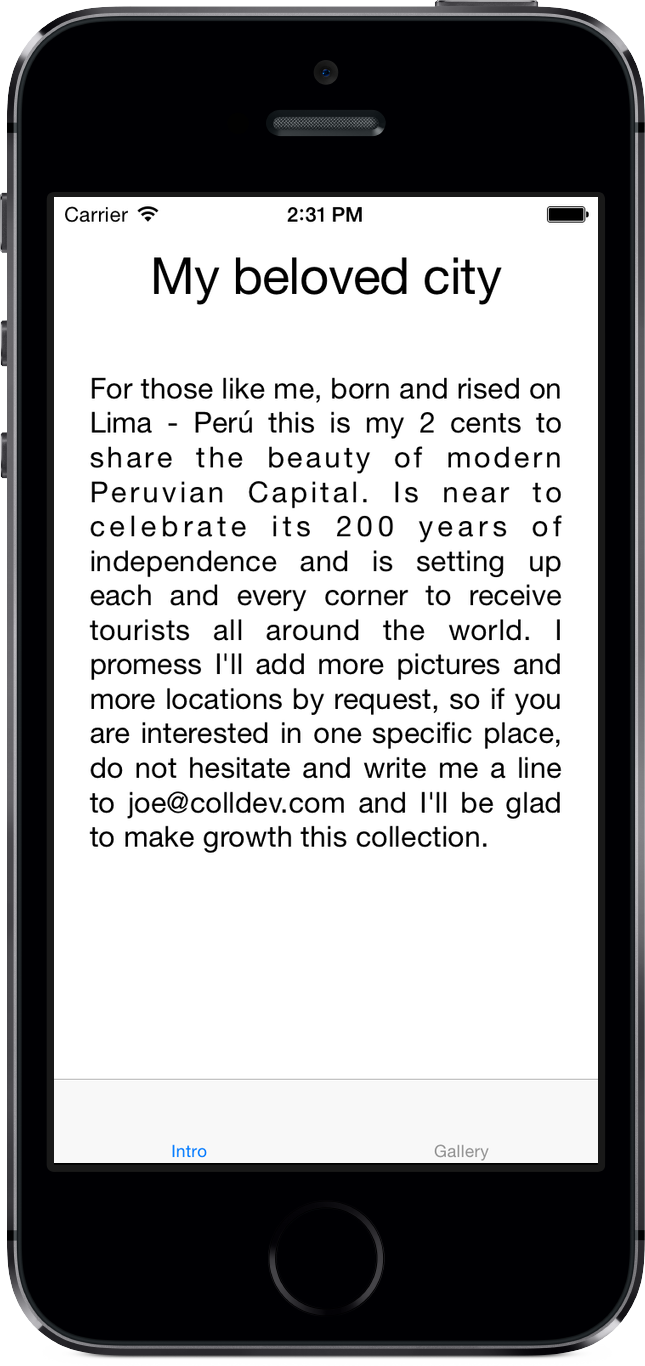 Carrier 2:31 PM
My beloved city
For those like me, born and rised on
Lima - Perú this is my 2 cents to
share the beauty of modern
Peruvian Capital. Is near to
celebrate its 200 years of
independence and is setting up
each and every corner to receive
tourists all around the world. I
promess I'll add more pictures and
more locations by request, so if you
are interested in one specific place,
do not hesitate and write me a line
to joe@colldev.com and I'll be glad
to make growth this collection.
Intro Gallery